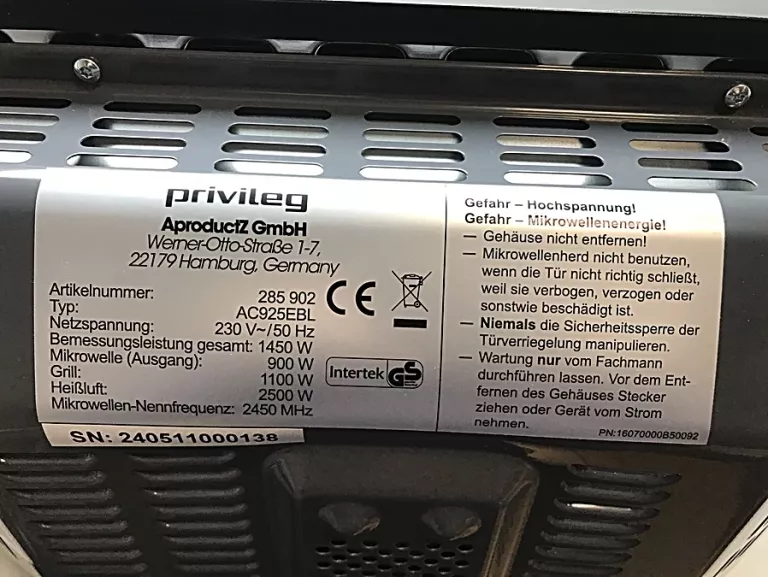 privileg
AproductZ GmbH
Werner-Otto-Straße 1-7,
22179 Hamburg, Germany
Artikelnummer: 285 902
Typ: AC925EBL
Netzspannung: 230 V~/50 Hz
Bemessungsleistung gesamt: 1450 W
Mikrowelle (Ausgang): 900 W
Grill: 1100 W
Heißluft: 2500 W
Mikrowellen-Nennfrequenz: 2450 MHz
CE
Intertek GS
SN: 240511000138
Gefahr – Hochspannung!
Gefahr – Mikrowellenenergie!
— Gehäuse nicht entfernen!
— Mikrowellenherd nicht benutzen,
wenn die Tür nicht richtig schließt,
weil sie verbogen, verzogen oder
sonstwie beschädigt ist.
— Niemals die Sicherheitssperre der
Türverriegelung manipulieren.
— Wartung nur vom Fachmann
durchführen lassen. Vor dem Ent-
fernen des Gehäuses Stecker
ziehen oder Gerät vom Strom
nehmen.
PN:16070000B50092